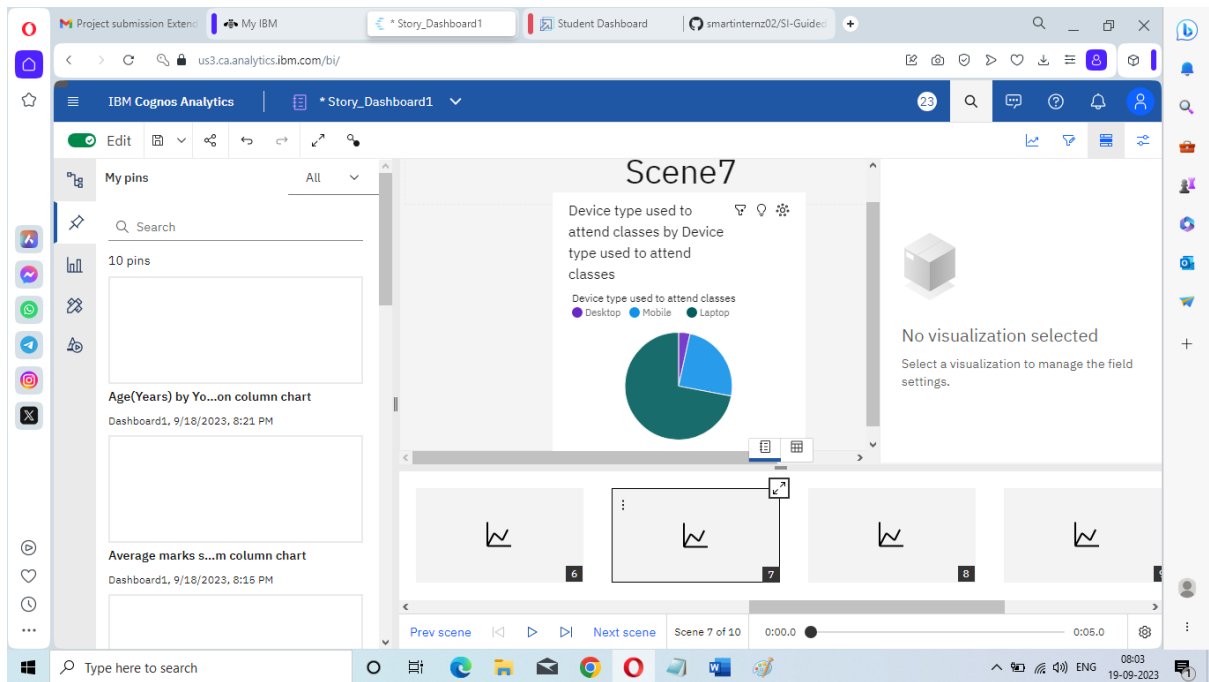 Project submission Extend
My IBM
* Story_Dashboard1
Student Dashboard
smartinternz02/SI-Guided
us3.ca.analytics.ibm.com/bi/
IBM Cognos Analytics
* Story_Dashboard1
23
Edit
My pins
All
Search
10 pins
Age(Years) by Yo...on column chart
Dashboard1, 9/18/2023, 8:21 PM
Average marks s...m column chart
Dashboard1, 9/18/2023, 8:15 PM
Scene7
Device type used to
attend classes by Device
type used to attend
classes
Device type used to attend classes
Desktop Mobile Laptop
No visualization selected
Select a visualization to manage the field
settings.
6
7
8
Prev scene
Next scene
Scene 7 of 10
0:00.0
0:05.0
Type here to search
ENG
08:03
19-09-2023
1